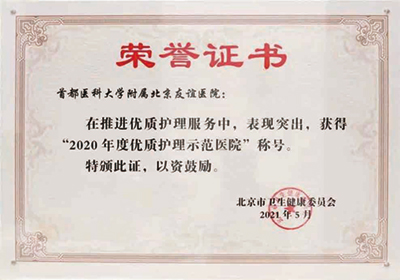 荣誉证书
首都医科大学附属北京友谊医院：
在推进优质护理服务中，表现突出，获得
“2020年度优质护理示范医院”称号。
特颁此证，以资鼓励。
北京市卫生健康委员会
2021年5月